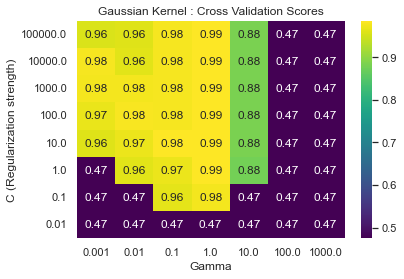 Gaussian Kernel : Cross Validation Scores
100000.0 0.96 0.96 0.98 0.99 0.88 0.47 0.47
10000.0 0.98 0.96 0.98 0.99 0.88 0.47 0.47
1000.0 0.98 0.98 0.98 0.99 0.88 0.47 0.47
100.0 0.97 0.98 0.98 0.99 0.88 0.47 0.47
10.0 0.96 0.97 0.98 0.99 0.88 0.47 0.47
1.0 0.47 0.96 0.97 0.99 0.88 0.47 0.47
0.1 0.47 0.47 0.96 0.98 0.47 0.47 0.47
0.01 0.47 0.47 0.47 0.47 0.47 0.47 0.47
0.001 0.01 0.1 1.0 10.0 100.0 1000.0
Gamma
C (Regularization strength)
0.9
0.8
0.7
0.6
0.5